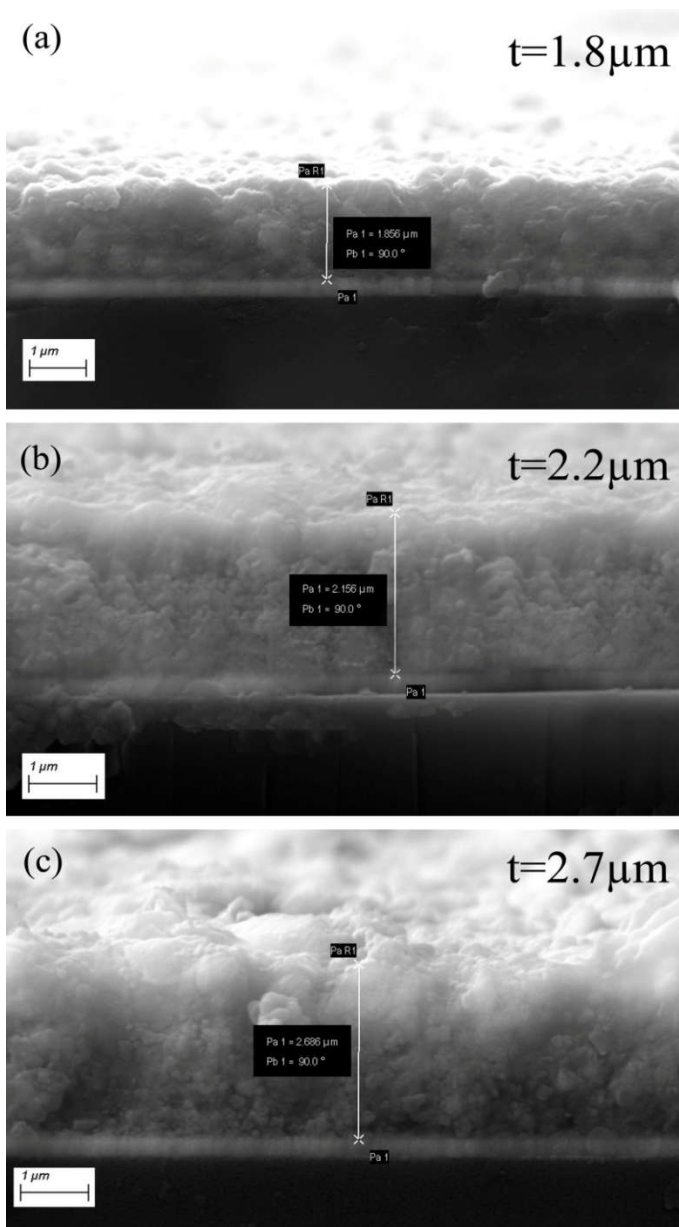 (a)
t=1.8µm
Pa R1
Pa 1 = 1.856 µm
Pb 1 = 90.0 °
Pa 1
1 µm
(b)
t=2.2µm
Pa R1
Pa 1 = 2.156 µm
Pb 1 = 90.0 °
Pa 1
1 µm
(c)
t=2.7µm
Pa R1
Pa 1 = 2.686 µm
Pb 1 = 90.0 °
Pa 1
1 µm